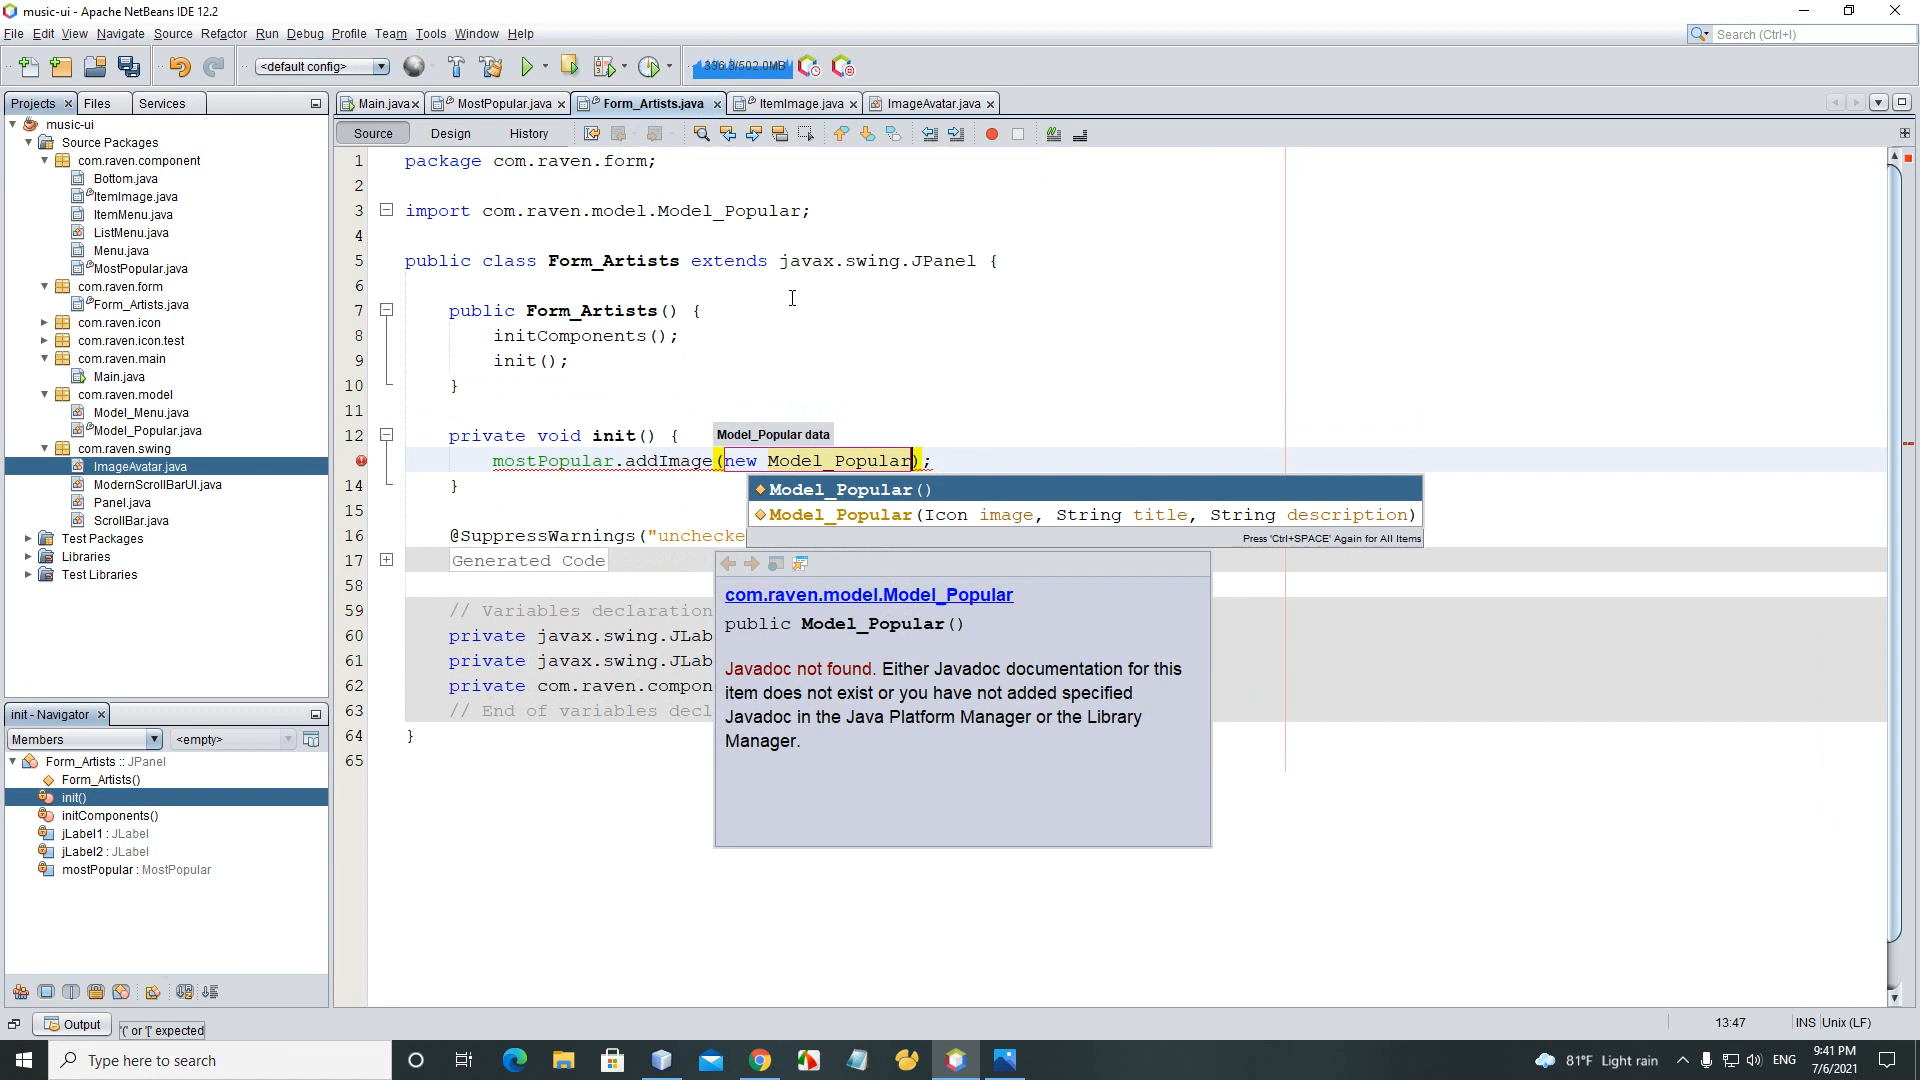 music-ui - Apache NetBeans IDE 12.2
File Edit View Navigate Source Refactor Run Debug Profile Team Tools Window Help
Search (Ctrl+I)
<default config>
336.3/502.0MB
Projects Files Services
Main.java MostPopular.java Form_Artists.java ItemImage.java ImageAvatar.java
music-ui
Source Packages
com.raven.component
Bottom.java
ItemImage.java
ItemMenu.java
ListMenu.java
Menu.java
MostPopular.java
com.raven.form
Form_Artists.java
com.raven.icon
com.raven.icon.test
com.raven.main
Main.java
com.raven.model
Model_Menu.java
Model_Popular.java
com.raven.swing
ImageAvatar.java
ModernScrollBarUI.java
Panel.java
ScrollBar.java
Test Packages
Libraries
Test Libraries
Source Design History
1 package com.raven.form;
2
3 import com.raven.model.Model_Popular;
4
5 public class Form_Artists extends javax.swing.JPanel {
6
7 public Form_Artists() {
8 initComponents();
9 init();
10 }
11
12 private void init() {
Model_Popular data
mostPopular.addImage(new Model_Popular);
14 }
15
16 @SuppressWarnings("unchecke
17 Generated Code
58
59 // Variables declaration
60 private javax.swing.JLab
61 private javax.swing.JLab
62 private com.raven.compon
63 // End of variables decl
64 }
65
Model_Popular()
Model_Popular(Icon image, String title, String description)
Press 'Ctrl+SPACE' Again for All Items
com.raven.model.Model_Popular
public Model_Popular()
Javadoc not found. Either Javadoc documentation for this
item does not exist or you have not added specified
Javadoc in the Java Platform Manager or the Library
Manager.
init - Navigator
Members <empty>
Form_Artists :: JPanel
Form_Artists()
init()
initComponents()
jLabel1 : JLabel
jLabel2 : JLabel
mostPopular : MostPopular
Output '(' or '[' expected
13:47 INS Unix (LF)
Type here to search
81°F Light rain
ENG
9:41 PM
7/6/2021